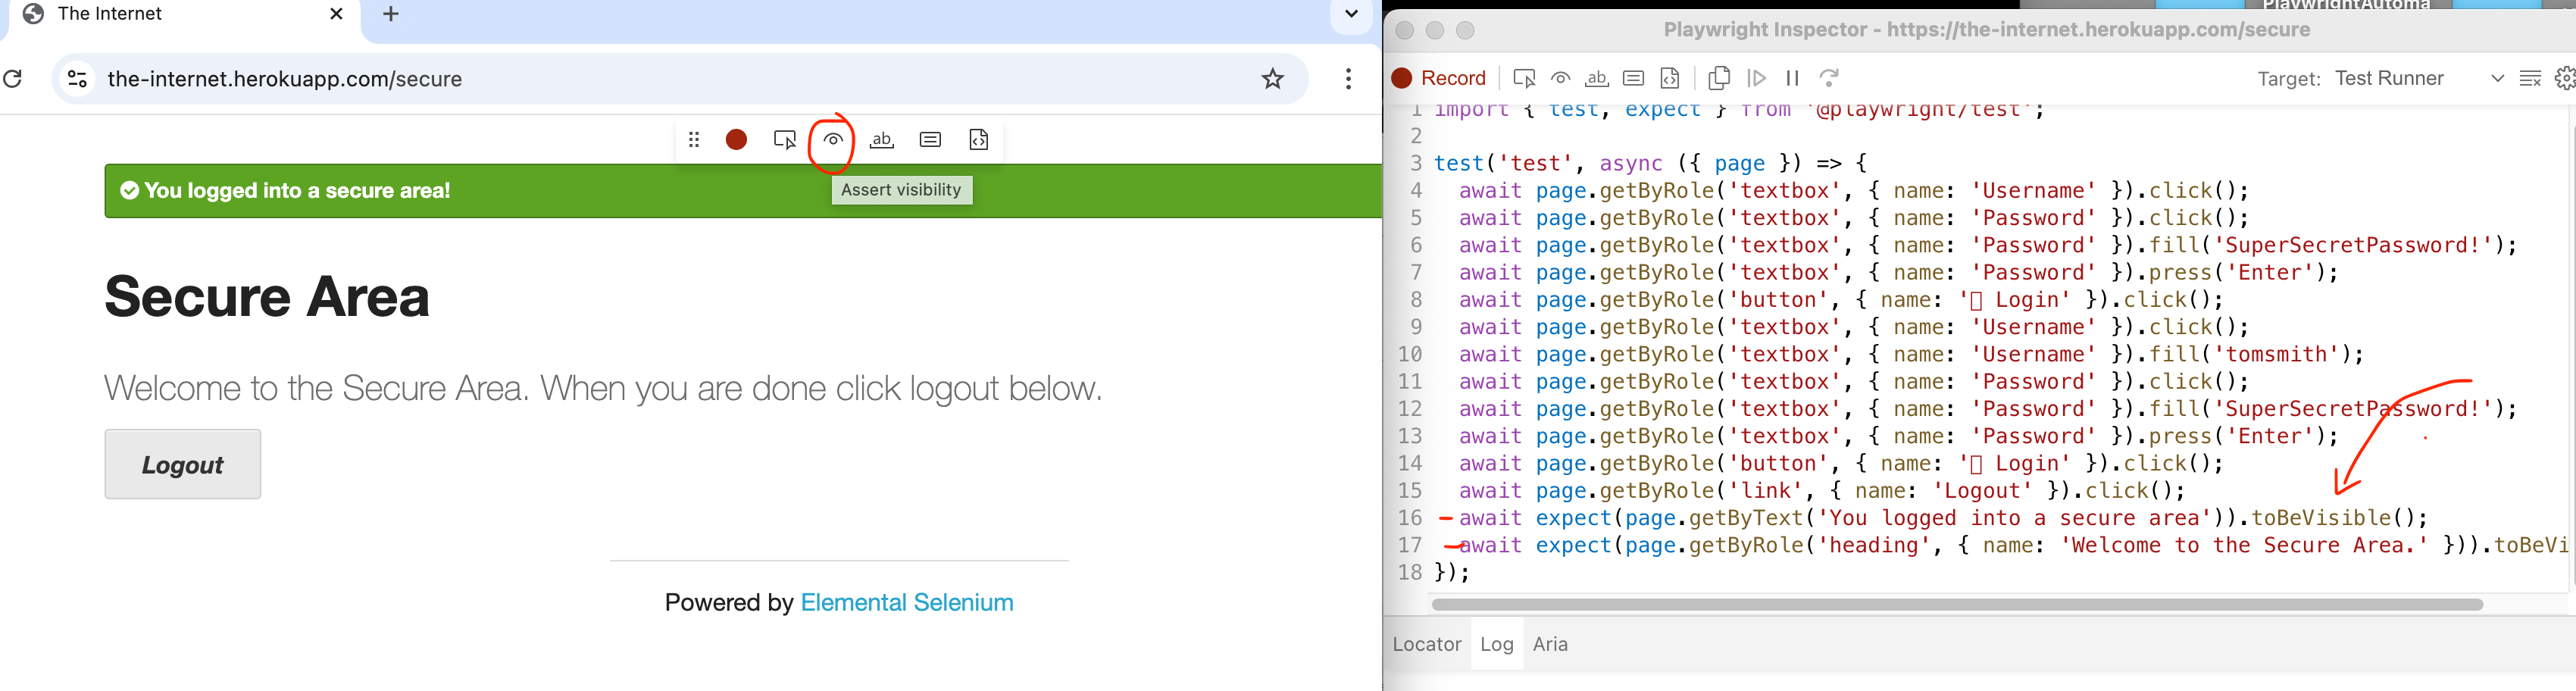 The Internet
the-internet.herokuapp.com/secure
ab
Assert visibility
You logged into a secure area!
Secure Area
Welcome to the Secure Area. When you are done click logout below.
Logout
Powered by Elemental Selenium
PlaywrightAutoma
Playwright Inspector - https://the-internet.herokuapp.com/secure
Record
ab
Target: Test Runner
1 import { test, expect } from '@playwright/test';
2
3 test('test', async ({ page }) => {
4 await page.getByRole('textbox', { name: 'Username' }).click();
5 await page.getByRole('textbox', { name: 'Password' }).click();
6 await page.getByRole('textbox', { name: 'Password' }).fill('SuperSecretPassword!');
7 await page.getByRole('textbox', { name: 'Password' }).press('Enter');
8 await page.getByRole('button', { name: ' Login' }).click();
9 await page.getByRole('textbox', { name: 'Username' }).click();
10 await page.getByRole('textbox', { name: 'Username' }).fill('tomsmith');
11 await page.getByRole('textbox', { name: 'Password' }).click();
12 await page.getByRole('textbox', { name: 'Password' }).fill('SuperSecretPassword!');
13 await page.getByRole('textbox', { name: 'Password' }).press('Enter');
14 await page.getByRole('button', { name: ' Login' }).click();
15 await page.getByRole('link', { name: 'Logout' }).click();
16 await expect(page.getByText('You logged into a secure area')).toBeVisible();
17 await expect(page.getByRole('heading', { name: 'Welcome to the Secure Area.' })).toBeVi
18 });
Locator Log Aria